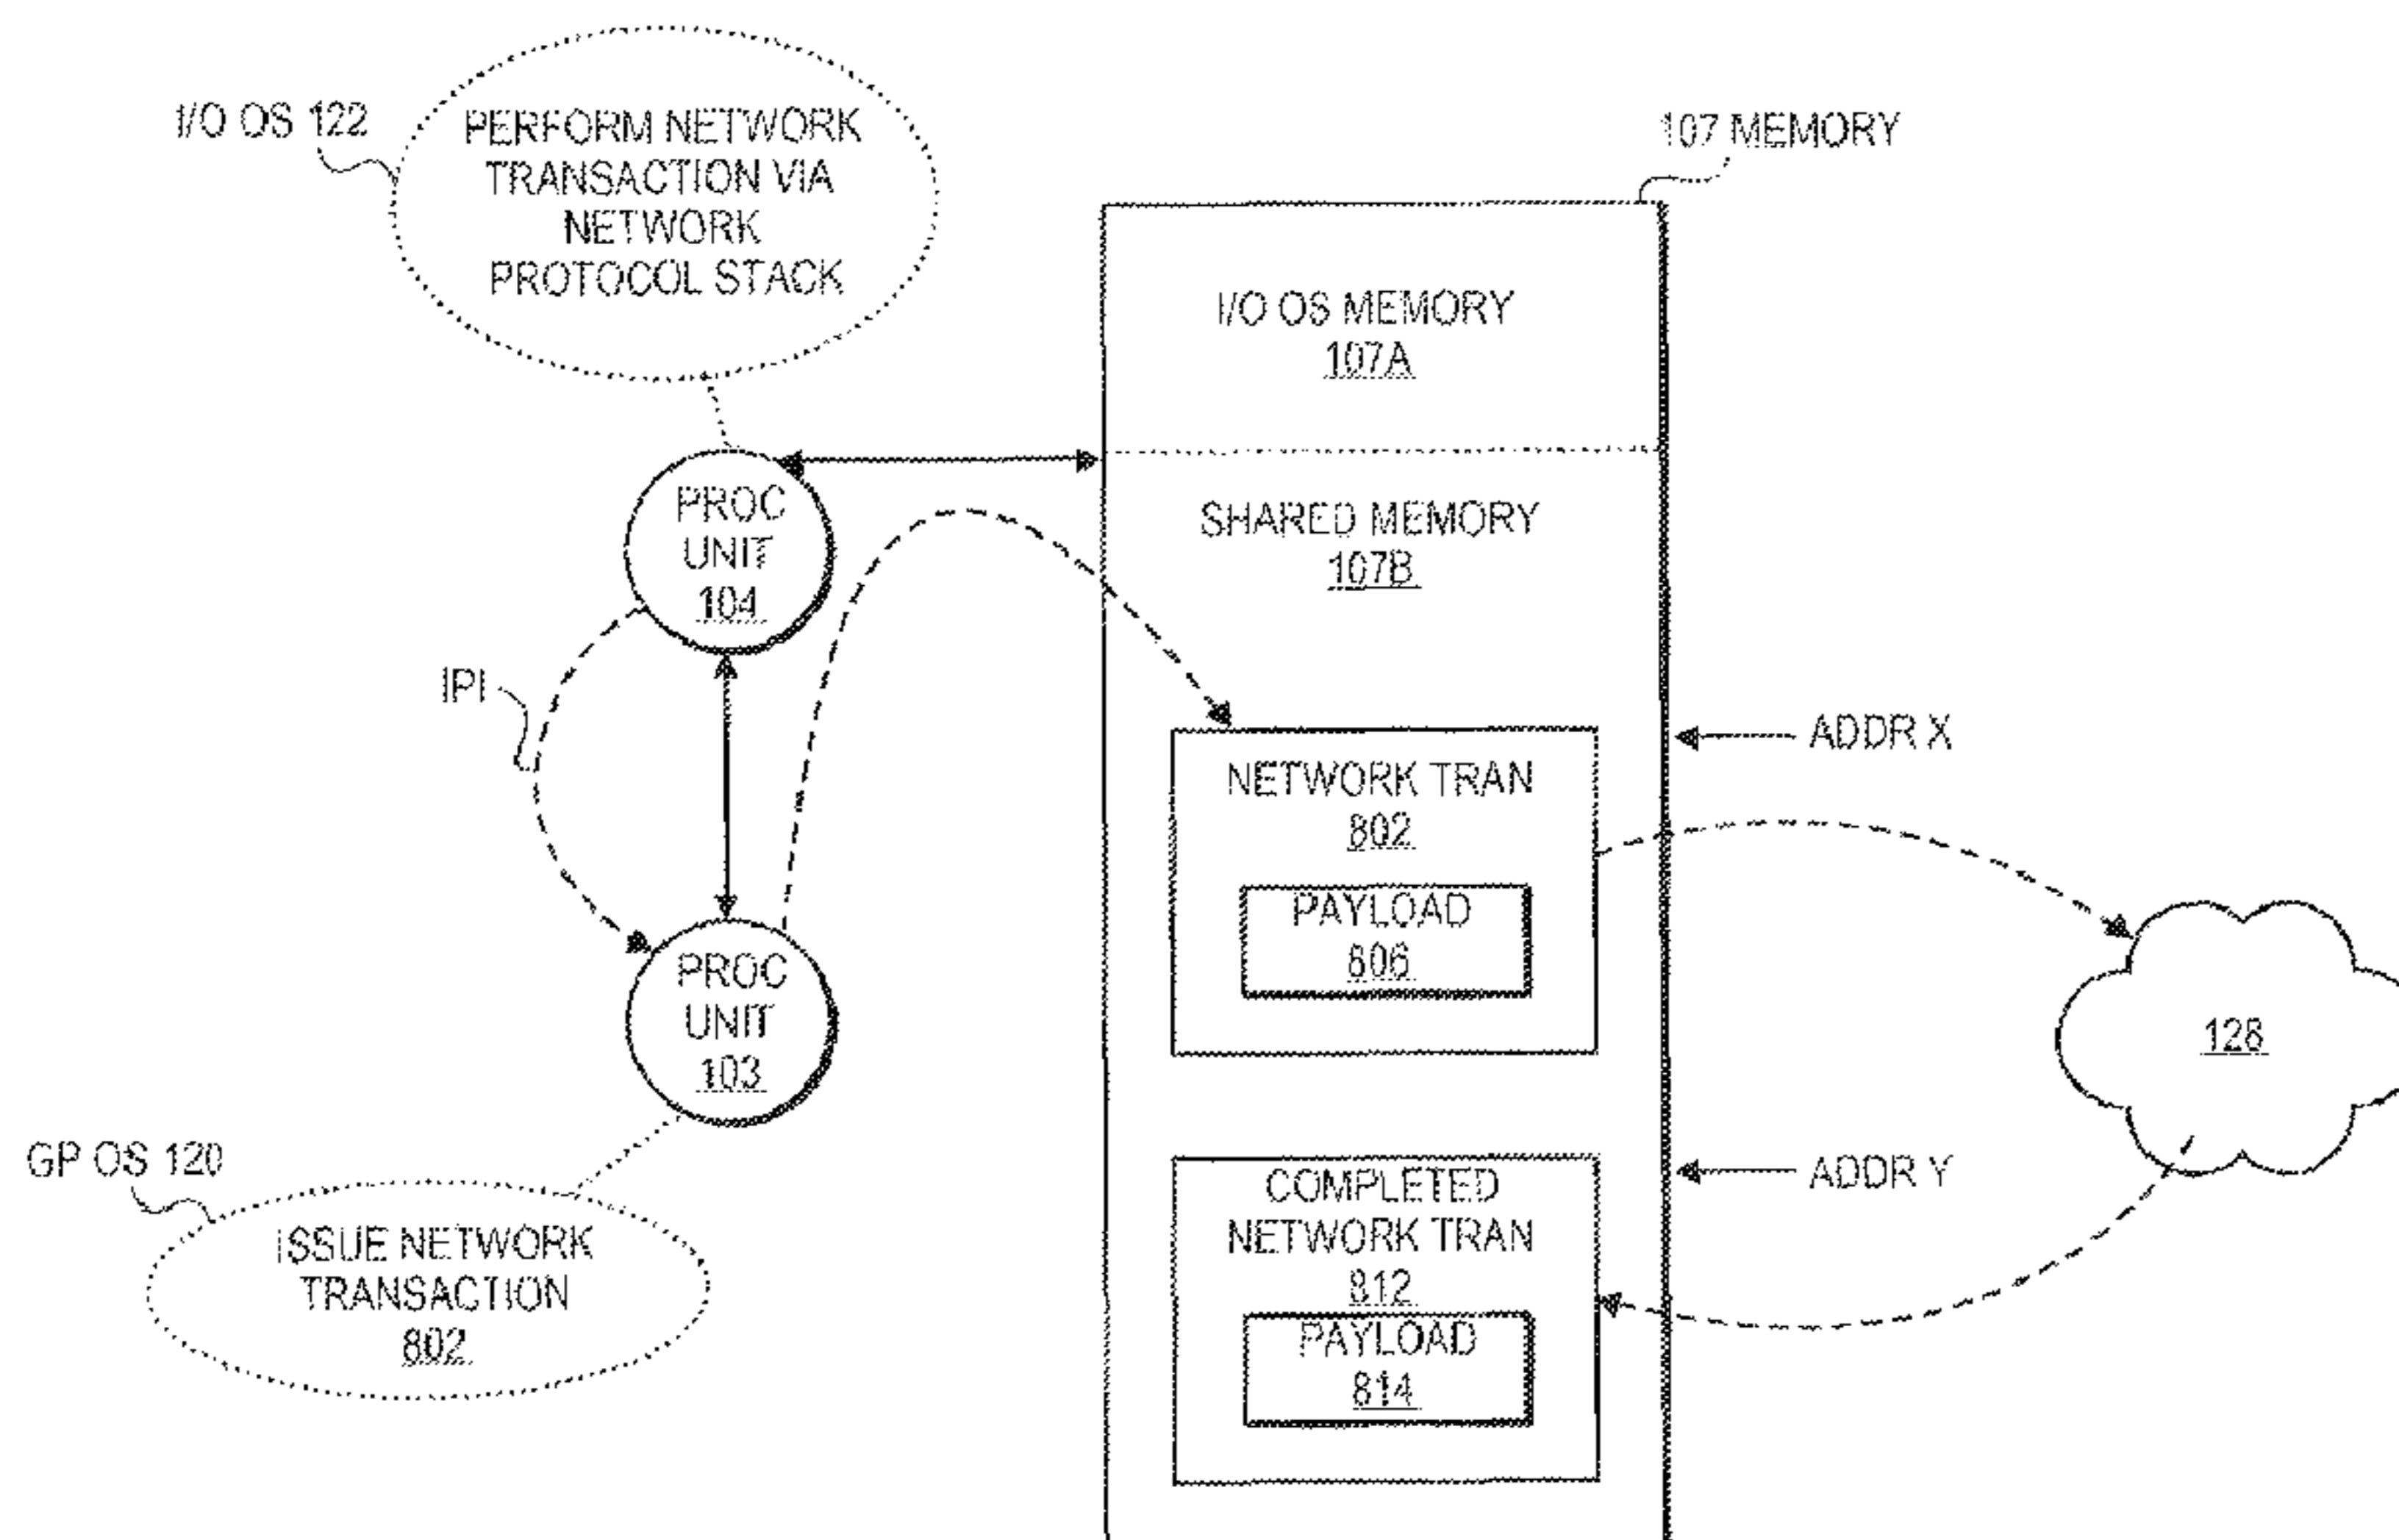 I/O OS 122
PERFORM NETWORK
TRANSACTION VIA
NETWORK
PROTOCOL STACK
107 MEMORY
I/O OS MEMORY
107A
PROC
UNIT
104
SHARED MEMORY
107B
IPI
ADDR X
NETWORK TRAN
802
PAYLOAD
806
PROC
UNIT
103
128
GP OS 120
ISSUE NETWORK
TRANSACTION
802
ADDR Y
COMPLETED
NETWORK TRAN
812
PAYLOAD
814